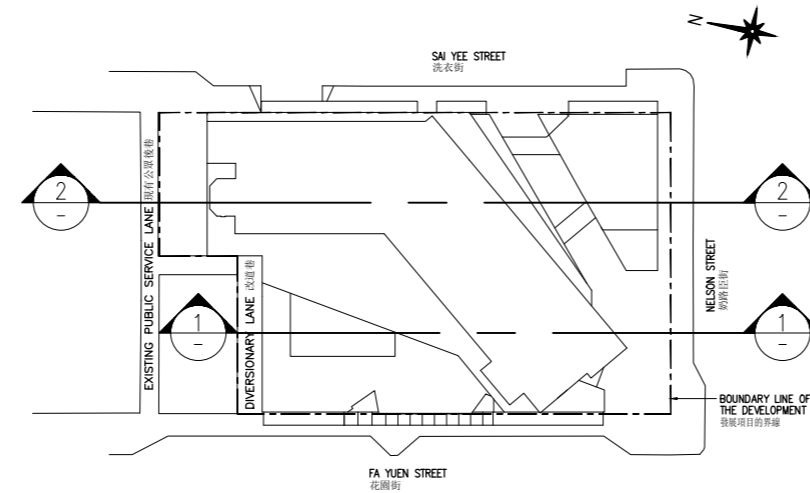 N
SAI YEE STREET
洗衣街
EXISTING PUBLIC SERVICE LANE 現有公眾後巷
DIVERSIONARY LANE 改道巷
2
-
2
-
1
-
1
-
NELSON STREET
奶路臣街
BOUNDARY LINE OF
THE DEVELOPMENT
發展項目的界線
FA YUEN STREET
花園街